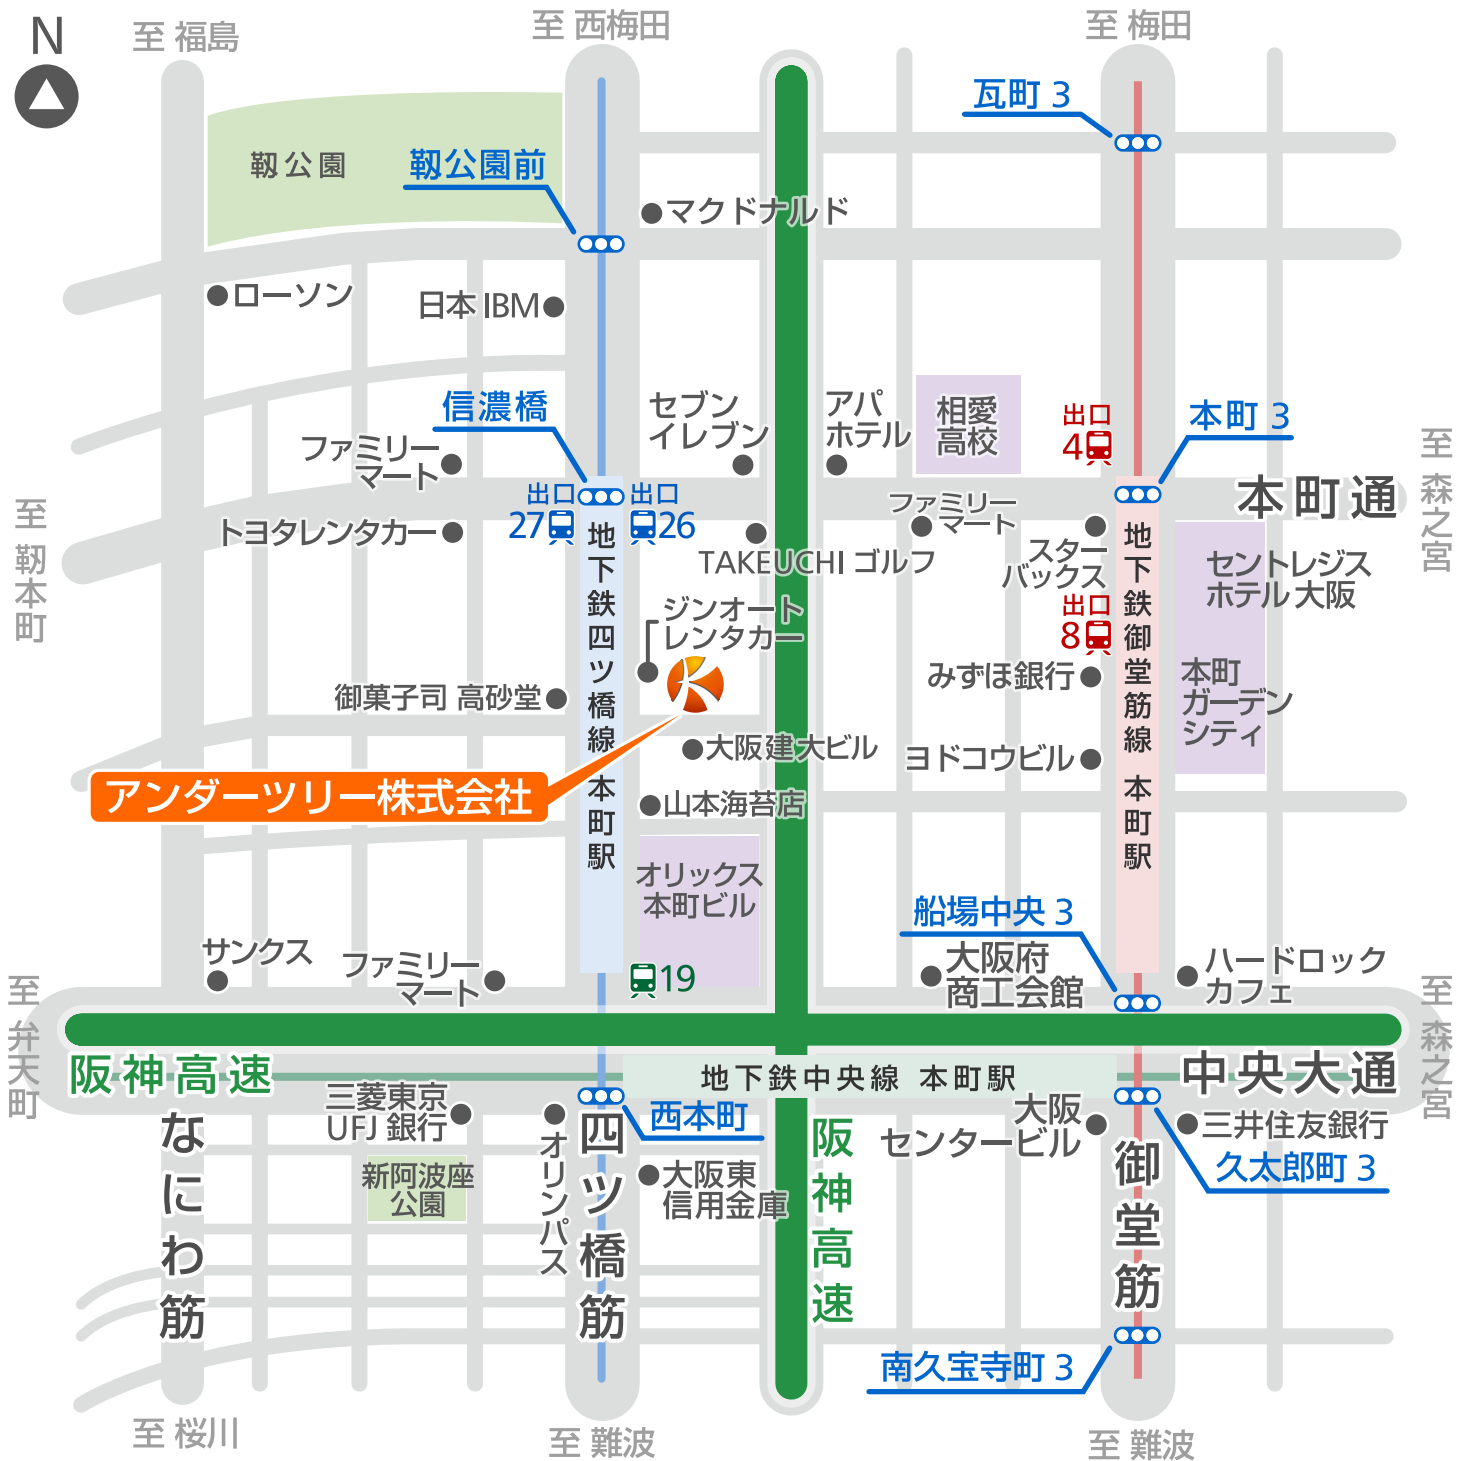 N
至 福島
至 西梅田
至 梅田
瓦町 3
靱公園
靱公園前
マクドナルド
ローソン
日本 IBM
信濃橋
セブン
イレブン
アパ
ホテル
相愛
高校
出口
4
本町 3
至 森之宮
ファミリー
マート
出口
27
出口
26
本町通
至 靭本町
トヨタレンタカー
TAKEUCHI ゴルフ
ファミリー
マート
スター
バックス
セントレジス
ホテル 大阪
地下鉄四ツ橋線 本町駅
地下鉄御堂筋線 本町駅
ジンオート
レンタカー
出口
8
みずほ銀行
本町
ガーデン
シティ
御菓子司 高砂堂
大阪建大ビル
ヨドコウビル
アンダーツリー株式会社
山本海苔店
オリックス
本町ビル
船場中央 3
サンクス
ファミリー
マート
19
大阪府
商工会館
ハードロック
カフェ
至 弁天町
至 森之宮
阪神高速
地下鉄中央線 本町駅
中央大通
三菱東京
UFJ 銀行
西本町
大阪
センタービル
三井住友銀行
なにわ筋
オリンパス
四ツ橋筋
阪神高速
御堂筋
久太郎町 3
新阿波座
公園
大阪東
信用金庫
南久宝寺町 3
至 桜川
至 難波
至 難波